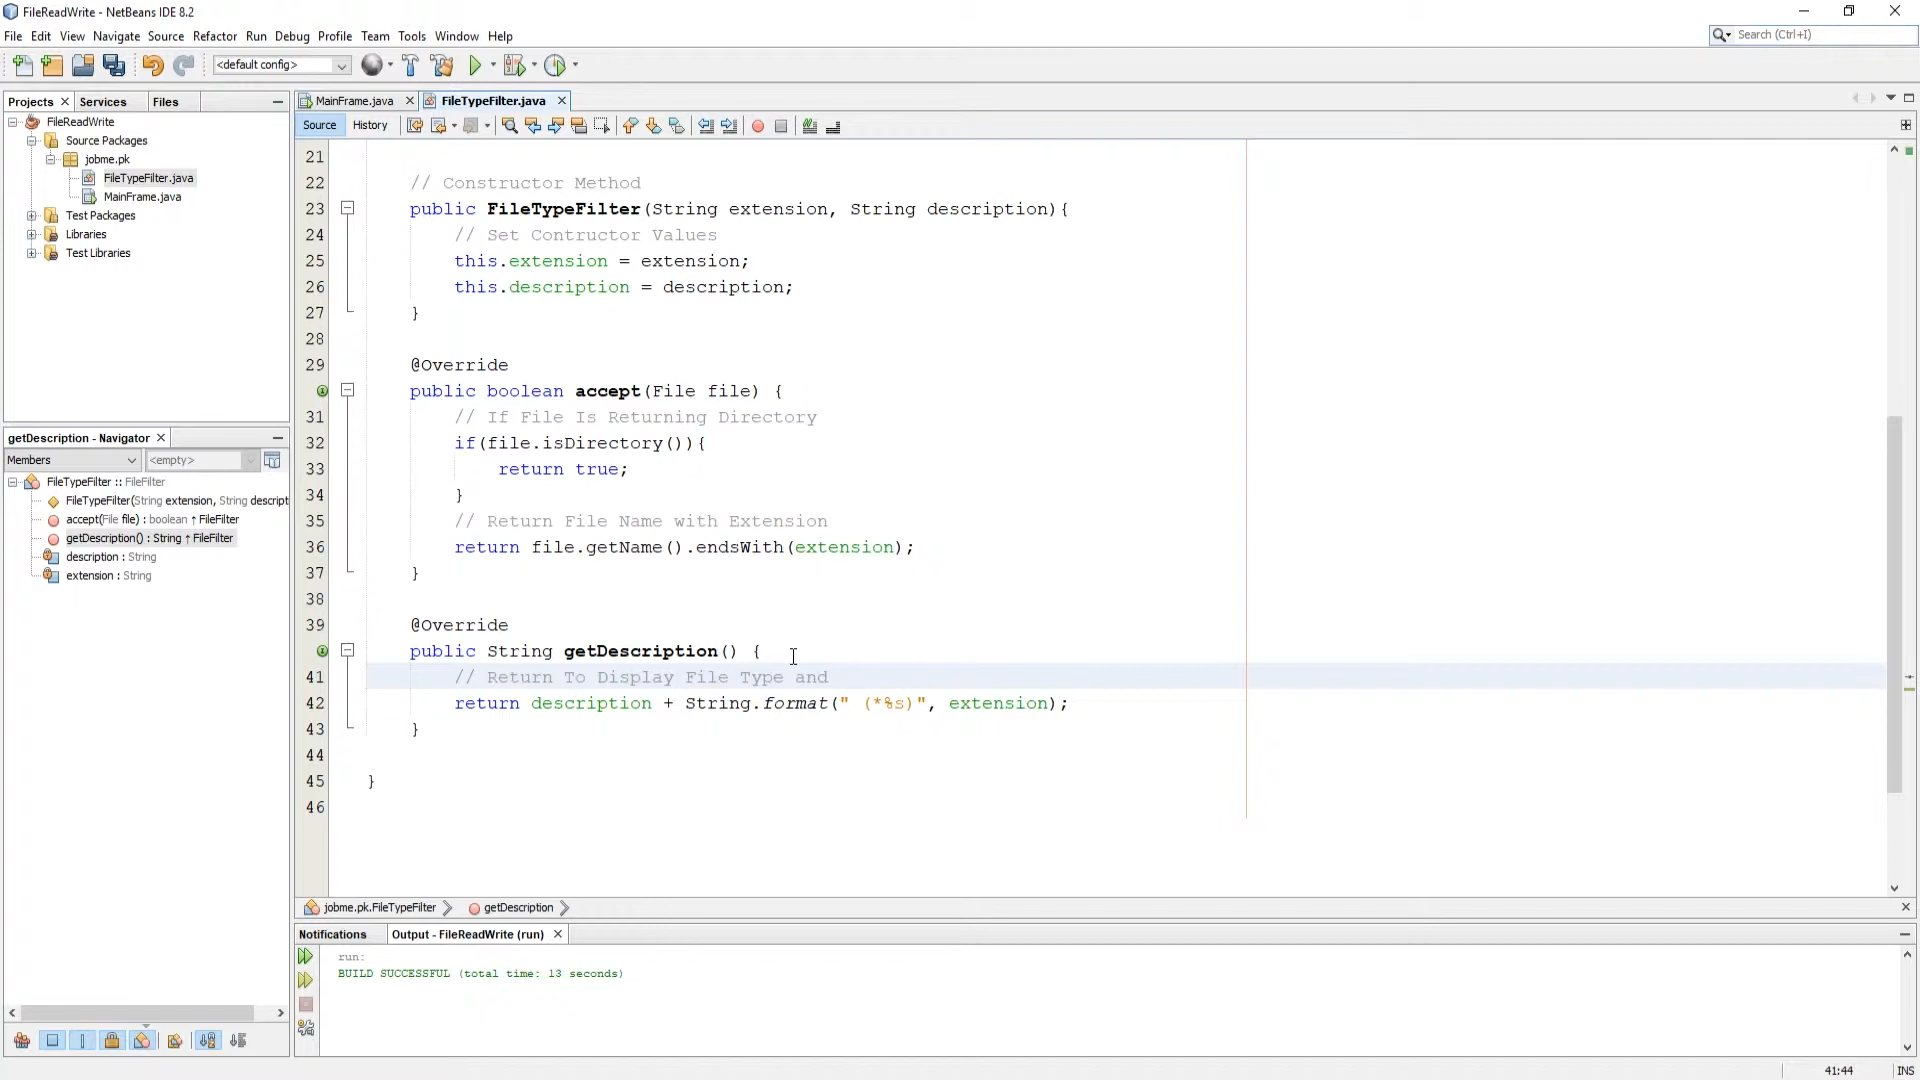 FileReadWrite - NetBeans IDE 8.2
File Edit View Navigate Source Refactor Run Debug Profile Team Tools Window Help
Search (Ctrl+I)
<default config>
Projects Services Files
MainFrame.java FileTypeFilter.java
Source History
FileReadWrite
Source Packages
jobme.pk
FileTypeFilter.java
MainFrame.java
Test Packages
Libraries
Test Libraries
getDescription - Navigator
Members <empty>
FileTypeFilter :: FileFilter
FileTypeFilter(String extension, String descript
accept(File file) : boolean ↑ FileFilter
getDescription() : String ↑ FileFilter
description : String
extension : String
21
22 // Constructor Method
23 public FileTypeFilter(String extension, String description){
24 // Set Contructor Values
25 this.extension = extension;
26 this.description = description;
27 }
28
29 @Override
public boolean accept(File file) {
31 // If File Is Returning Directory
32 if(file.isDirectory()){
33 return true;
34 }
35 // Return File Name with Extension
36 return file.getName().endsWith(extension);
37 }
38
39 @Override
public String getDescription() {
41 // Return To Display File Type and
42 return description + String.format(" (*%s)", extension);
43 }
44
45 }
46
jobme.pk.FileTypeFilter getDescription
Notifications Output - FileReadWrite (run)
run:
BUILD SUCCESSFUL (total time: 13 seconds)
41:44 INS